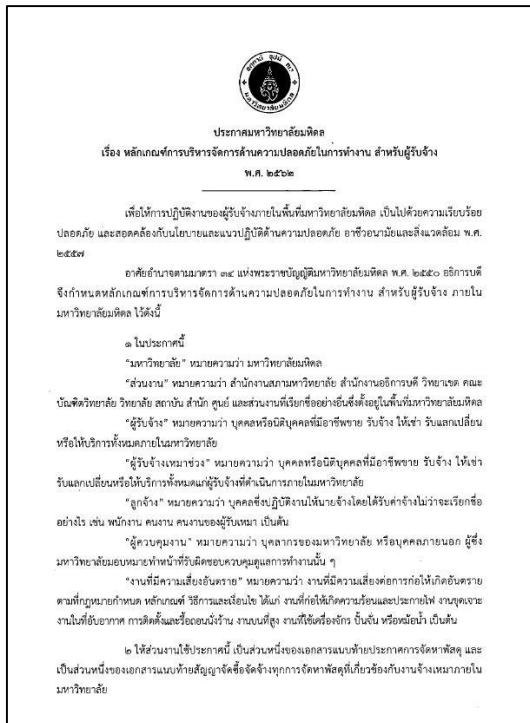 ประกาศมหาวิทยาลัยมหิดล
เรื่อง หลักเกณฑ์การบริหารจัดการด้านความปลอดภัยในการทำงาน สำหรับผู้รับจ้าง
พ.ศ. ๒๕๖๒
เพื่อให้การปฏิบัติงานของผู้รับจ้างภายในพื้นที่มหาวิทยาลัยมหิดล เป็นไปด้วยความเรียบร้อย
ปลอดภัย และสอดคล้องกับนโยบายและแนวปฏิบัติด้านความปลอดภัย อาชีวอนามัยและสิ่งแวดล้อม พ.ศ.
๒๕๕๗
อาศัยอำนาจตามมาตรา ๓๔ แห่งพระราชบัญญัติมหาวิทยาลัยมหิดล พ.ศ. ๒๕๕๐ อธิการบดี
จึงกำหนดหลักเกณฑ์การบริหารจัดการด้านความปลอดภัยในการทำงาน สำหรับผู้รับจ้าง ภายใน
มหาวิทยาลัยมหิดล ไว้ดังนี้
๑ ในประกาศนี้
"มหาวิทยาลัย" หมายความว่า มหาวิทยาลัยมหิดล
"ส่วนงาน" หมายความว่า สำนักงานสภามหาวิทยาลัย สำนักงานอธิการบดี วิทยาเขต คณะ
บัณฑิตวิทยาลัย วิทยาลัย สถาบัน สำนัก ศูนย์ และส่วนงานที่เรียกชื่ออย่างอื่นซึ่งตั้งอยู่ในพื้นที่มหาวิทยาลัยมหิดล
"ผู้รับจ้าง" หมายความว่า บุคคลหรือนิติบุคคลที่มีอาชีพขาย รับจ้าง ให้เช่า รับแลกเปลี่ยน
หรือให้บริการทั้งหมดภายในมหาวิทยาลัย
"ผู้รับจ้างเหมาช่วง" หมายความว่า บุคคลหรือนิติบุคคลที่มีอาชีพขาย รับจ้าง ให้เช่า
รับแลกเปลี่ยนหรือให้บริการทั้งหมดแก่ผู้รับจ้างที่ดำเนินการภายในมหาวิทยาลัย
"ลูกจ้าง" หมายความว่า บุคคลซึ่งปฏิบัติงานให้นายจ้างโดยได้รับค่าจ้างไม่ว่าจะเรียกชื่อ
อย่างไร เช่น พนักงาน คนงาน คนงานของผู้รับเหมา เป็นต้น
"ผู้ควบคุมงาน" หมายความว่า บุคลากรของมหาวิทยาลัย หรือบุคคลภายนอก ผู้ซึ่ง
มหาวิทยาลัยมอบหมายทำหน้าที่รับผิดชอบควบคุมดูแลการทำงานนั้น ๆ
"งานที่มีความเสี่ยงอันตราย" หมายความว่า งานที่มีความเสี่ยงต่อการก่อให้เกิดอันตราย
ตามที่กฎหมายกำหนด หลักเกณฑ์ วิธีการและเงื่อนไข ได้แก่ งานที่ก่อให้เกิดความร้อนและประกายไฟ งานขุดเจาะ
งานในที่อับอากาศ การติดตั้งและรื้อถอนนั่งร้าน งานบนที่สูง งานที่ใช้เครื่องจักร ปั้นจั่น หรือหม้อน้ำ เป็นต้น
๒ ให้ส่วนงานใช้ประกาศนี้ เป็นส่วนหนึ่งของเอกสารแนบท้ายประกาศการจัดหาพัสดุ และ
เป็นส่วนหนึ่งของเอกสารแนบท้ายสัญญาจัดซื้อจัดจ้างทุกการจัดหาพัสดุที่เกี่ยวข้องกับงานจ้างเหมาภายใน
มหาวิทยาลัย